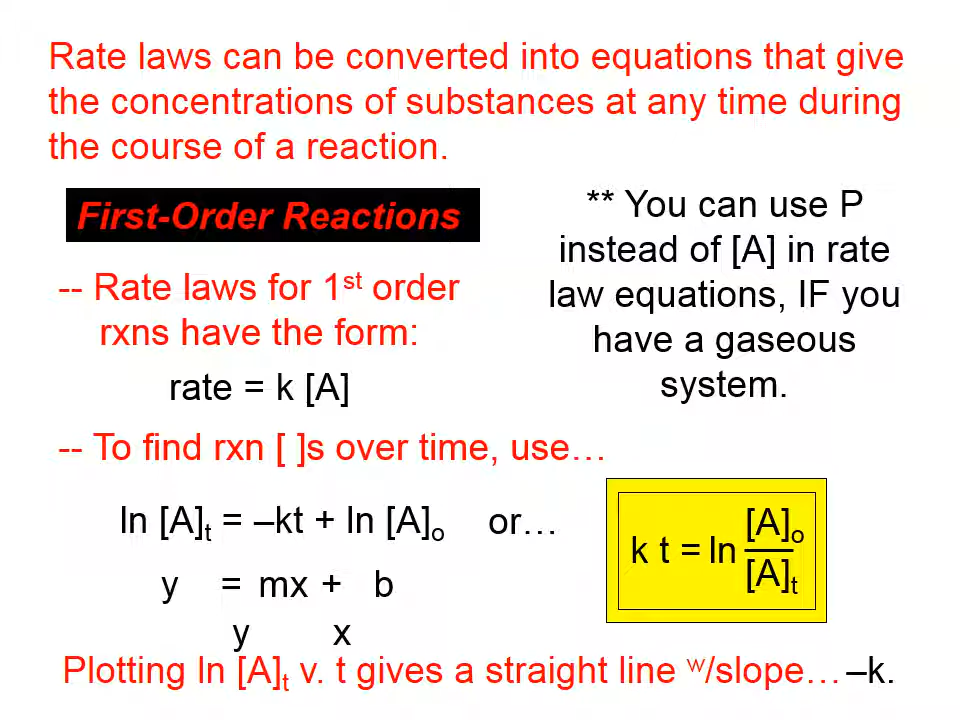 Rate laws can be converted into equations that give
the concentrations of substances at any time during
the course of a reaction.
First-Order Reactions
-- Rate laws for 1st order
rxns have the form:
rate = k [A]
** You can use P
instead of [A] in rate
law equations, IF you
have a gaseous
system.
-- To find rxn [ ]s over time, use…
ln [A]t = –kt + ln [A]o or…
k t = ln [A]o
[A]t
y = mx + b
y x
Plotting ln [A]t v. t gives a straight line w/slope… –k.